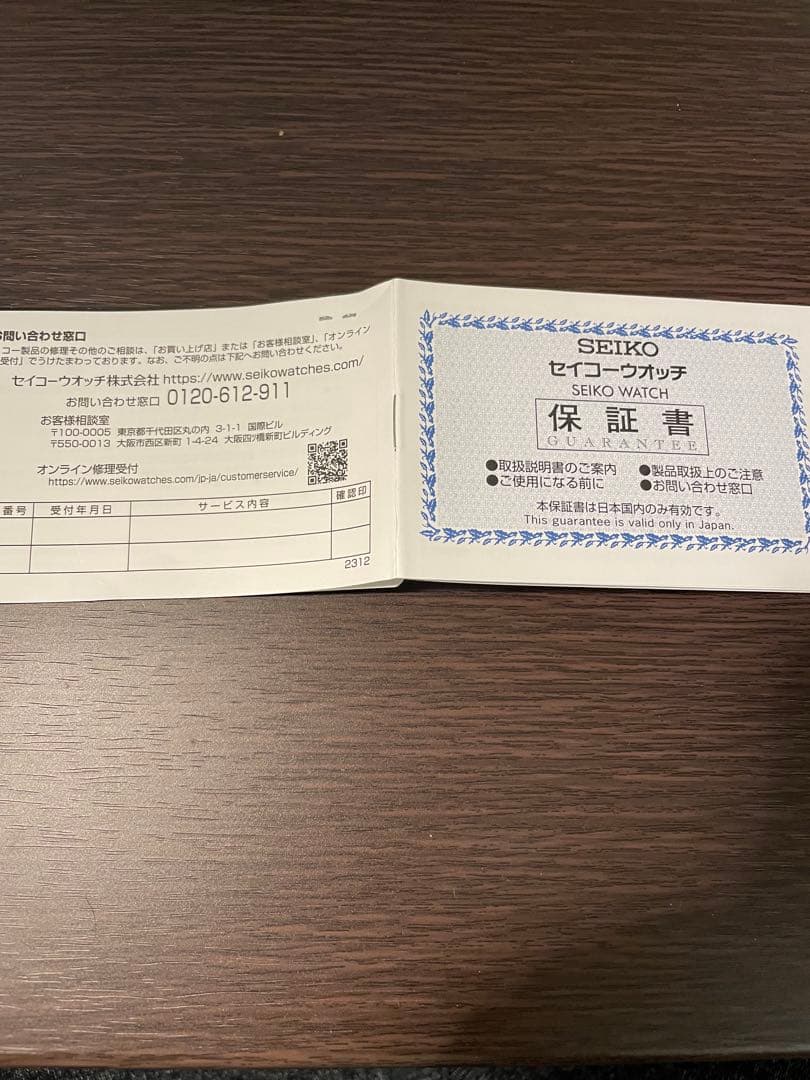 お問い合わせ窓口
コー製品の修理その他のご相談は、「お買い上げ店」または「お客様相談室」、「オンライン
受付」でうけたまわっております。なお、ご不明の点は下記へお問い合わせください。
セイコーウオッチ株式会社 https://www.seikowatches.com/
お問い合わせ窓口 0120-612-911
お客様相談室
〒100-0005 東京都千代田区丸の内 3-1-1 国際ビル
〒550-0013 大阪市西区新町 1-4-24 大阪四ツ橋新町ビルディング
オンライン修理受付
https://www.seikowatches.com/jp-ja/customerservice/
番号 受付年月日 サービス内容 確認印
2312
SEIKO
セイコーウオッチ
SEIKO WATCH
保証書
GUARANTEE
●取扱説明書のご案内 ●製品取扱上のご注意
●ご使用になる前に ●お問い合わせ窓口
本保証書は日本国内のみ有効です。
This guarantee is valid only in Japan.